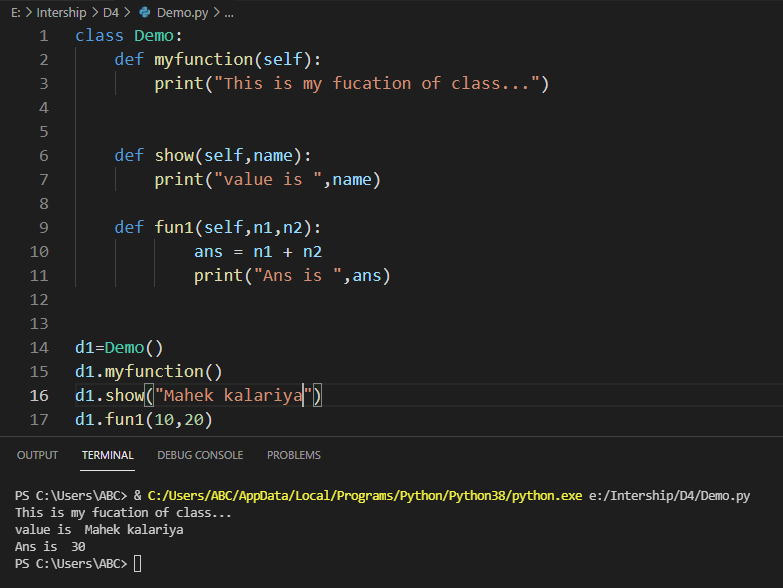 E: > Intership > D4 > Demo.py > ...
1 class Demo:
2     def myfunction(self):
3         print("This is my fucation of class...")
4
5
6     def show(self,name):
7         print("value is ",name)
8
9     def fun1(self,n1,n2):
10             ans = n1 + n2
11             print("Ans is ",ans)
12
13
14 d1=Demo()
15 d1.myfunction()
16 d1.show("Mahek kalariya")
17 d1.fun1(10,20)
OUTPUT TERMINAL DEBUG CONSOLE PROBLEMS
PS C:\Users\ABC> & C:/Users/ABC/AppData/Local/Programs/Python/Python38/python.exe e:/Intership/D4/Demo.py
This is my fucation of class...
value is  Mahek kalariya
Ans is  30
PS C:\Users\ABC>